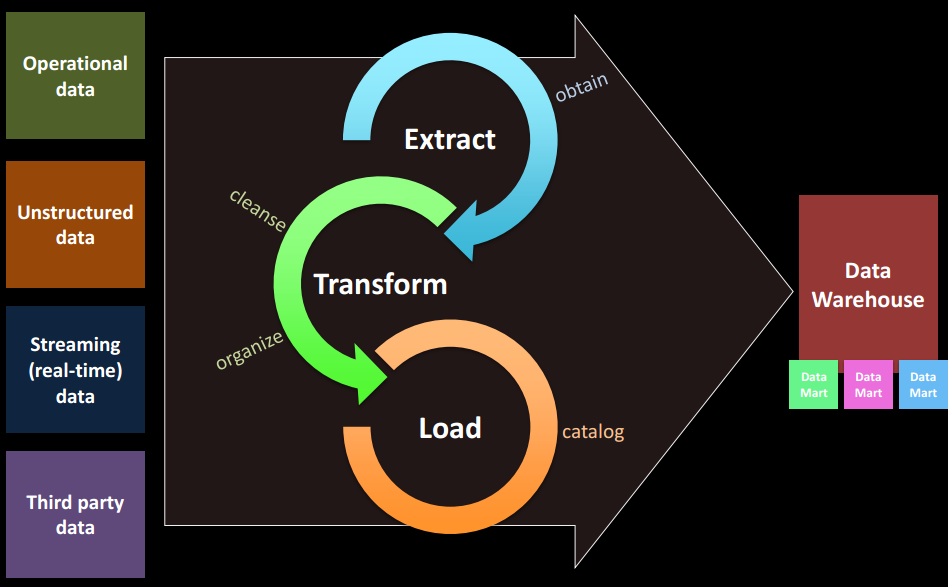 Operational
data
Unstructured
data
Streaming
(real-time)
data
Third party
data
Extract
obtain
cleanse
Transform
organize
Load
catalog
Data
Warehouse
Data
Mart
Data
Mart
Data
Mart